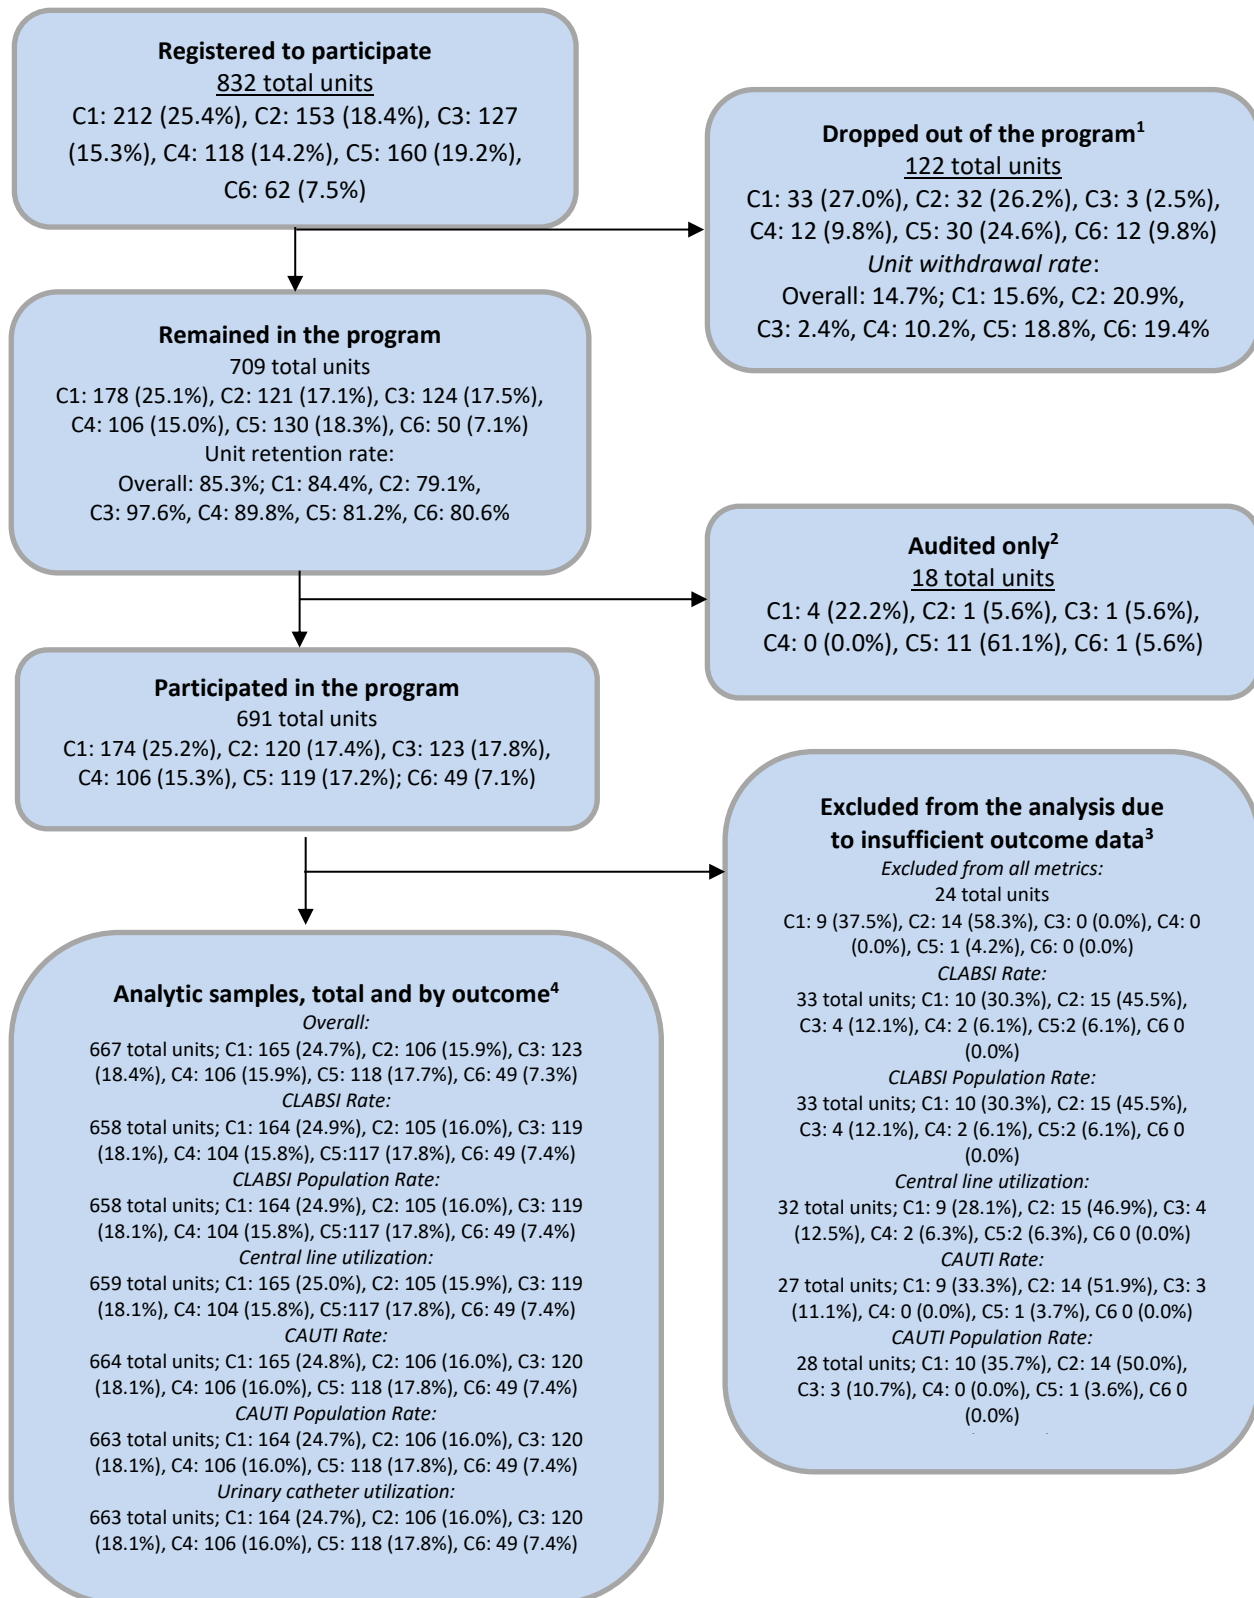 Registered to participate
832 total units
C1: 212 (25.4%), C2: 153 (18.4%), C3: 127
(15.3%), C4: 118 (14.2%), C5: 160 (19.2%),
C6: 62 (7.5%)
Dropped out of the program1
122 total units
C1: 33 (27.0%), C2: 32 (26.2%), C3: 3 (2.5%),
C4: 12 (9.8%), C5: 30 (24.6%), C6: 12 (9.8%)
Unit withdrawal rate:
Overall: 14.7%; C1: 15.6%, C2: 20.9%,
C3: 2.4%, C4: 10.2%, C5: 18.8%, C6: 19.4%
Remained in the program
709 total units
C1: 178 (25.1%), C2: 121 (17.1%), C3: 124 (17.5%),
C4: 106 (15.0%), C5: 130 (18.3%), C6: 50 (7.1%)
Unit retention rate:
Overall: 85.3%; C1: 84.4%, C2: 79.1%,
C3: 97.6%, C4: 89.8%, C5: 81.2%, C6: 80.6%
Audited only2
18 total units
C1: 4 (22.2%), C2: 1 (5.6%), C3: 1 (5.6%),
C4: 0 (0.0%), C5: 11 (61.1%), C6: 1 (5.6%)
Participated in the program
691 total units
C1: 174 (25.2%), C2: 120 (17.4%), C3: 123 (17.8%),
C4: 106 (15.3%), C5: 119 (17.2%); C6: 49 (7.1%)
Excluded from the analysis due
to insufficient outcome data3
Excluded from all metrics:
24 total units
C1: 9 (37.5%), C2: 14 (58.3%), C3: 0 (0.0%), C4: 0
(0.0%), C5: 1 (4.2%), C6: 0 (0.0%)
CLABSI Rate:
33 total units; C1: 10 (30.3%), C2: 15 (45.5%),
C3: 4 (12.1%), C4: 2 (6.1%), C5:2 (6.1%), C6 0
(0.0%)
CLABSI Population Rate:
33 total units; C1: 10 (30.3%), C2: 15 (45.5%),
C3: 4 (12.1%), C4: 2 (6.1%), C5:2 (6.1%), C6 0
(0.0%)
Central line utilization:
32 total units; C1: 9 (28.1%), C2: 15 (46.9%), C3: 4
(12.5%), C4: 2 (6.3%), C5:2 (6.3%), C6 0 (0.0%)
CAUTI Rate:
27 total units; C1: 9 (33.3%), C2: 14 (51.9%), C3: 3
(11.1%), C4: 0 (0.0%), C5: 1 (3.7%), C6 0 (0.0%)
CAUTI Population Rate:
28 total units; C1: 10 (35.7%), C2: 14 (50.0%),
C3: 3 (10.7%), C4: 0 (0.0%), C5: 1 (3.6%), C6 0
(0.0%)
Analytic samples, total and by outcome4
Overall:
667 total units; C1: 165 (24.7%), C2: 106 (15.9%), C3: 123
(18.4%), C4: 106 (15.9%), C5: 118 (17.7%), C6: 49 (7.3%)
CLABSI Rate:
658 total units; C1: 164 (24.9%), C2: 105 (16.0%), C3: 119
(18.1%), C4: 104 (15.8%), C5:117 (17.8%), C6: 49 (7.4%)
CLABSI Population Rate:
658 total units; C1: 164 (24.9%), C2: 105 (16.0%), C3: 119
(18.1%), C4: 104 (15.8%), C5:117 (17.8%), C6: 49 (7.4%)
Central line utilization:
659 total units; C1: 165 (25.0%), C2: 105 (15.9%), C3: 119
(18.1%), C4: 104 (15.8%), C5:117 (17.8%), C6: 49 (7.4%)
CAUTI Rate:
664 total units; C1: 165 (24.8%), C2: 106 (16.0%), C3: 120
(18.1%), C4: 106 (16.0%), C5: 118 (17.8%), C6: 49 (7.4%)
CAUTI Population Rate:
663 total units; C1: 164 (24.7%), C2: 106 (16.0%), C3: 120
(18.1%), C4: 106 (16.0%), C5: 118 (17.8%), C6: 49 (7.4%)
Urinary catheter utilization:
663 total units; C1: 164 (24.7%), C2: 106 (16.0%), C3: 120
(18.1%), C4: 106 (16.0%), C5: 118 (17.8%), C6: 49 (7.4%)